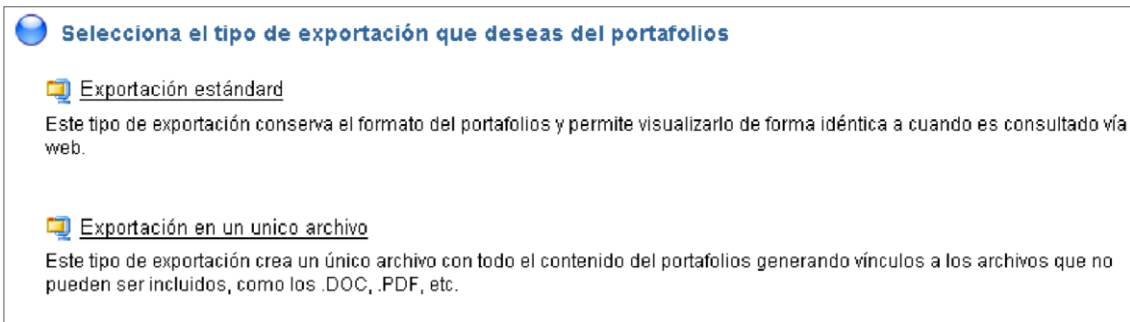 Selecciona el tipo de exportación que deseas del portafolios
Exportación estándard
Este tipo de exportación conserva el formato del portafolios y permite visualizarlo de forma idéntica a cuando es consultado vía
web.
Exportación en un unico archivo
Este tipo de exportación crea un único archivo con todo el contenido del portafolios generando vínculos a los archivos que no
pueden ser incluidos, como los .DOC, .PDF, etc.